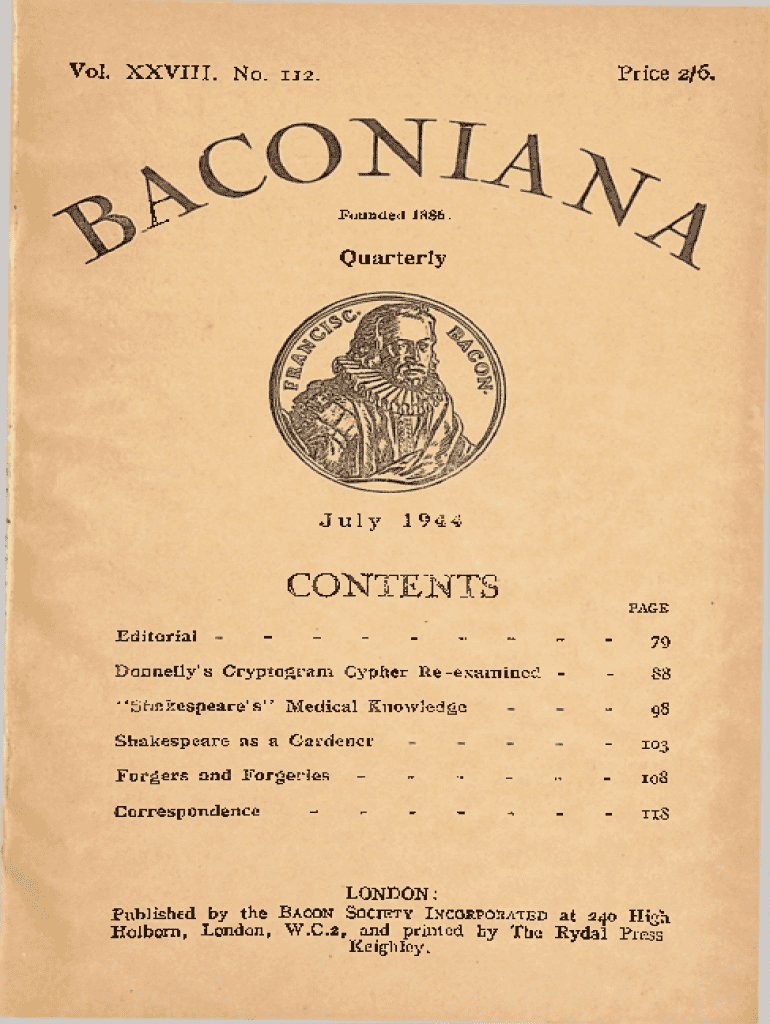 Vol. XXVIII. No. 112. Price 2/6.
BACONIANA
Founded 1886.
Quarterly
FRANCISC. BACON.
July 1944
CONTENTS
PAGE
Editorial - - - - - - - - - 79
Donnelly's Cryptogram Cypher Re-examined - - 88
"Shakespeare's" Medical Knowledge - - - 98
Shakespeare as a Gardener - - - - - 103
Forgers and Forgeries - - - - - - 108
Correspondence - - - - - - - 118
LONDON:
Published by the BACON SOCIETY INCORPORATED at 240 High
Holborn, London, W.C.2, and printed by The Rydal Press
Keighley.